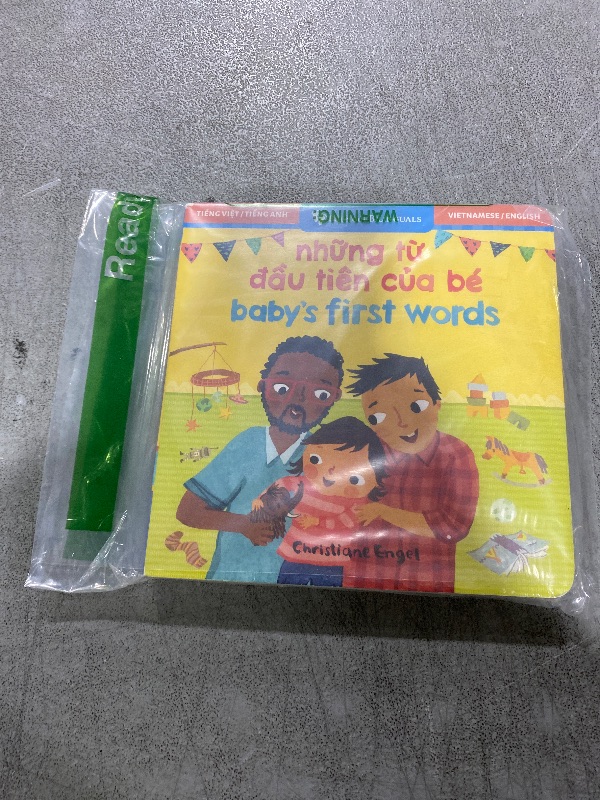 Read
TIẾNG VIỆT / TIẾNG ANH
WARNING:
VIETNAMESE / ENGLISH
những từ
đầu tiên của bé
baby's first words
Christiane Engel